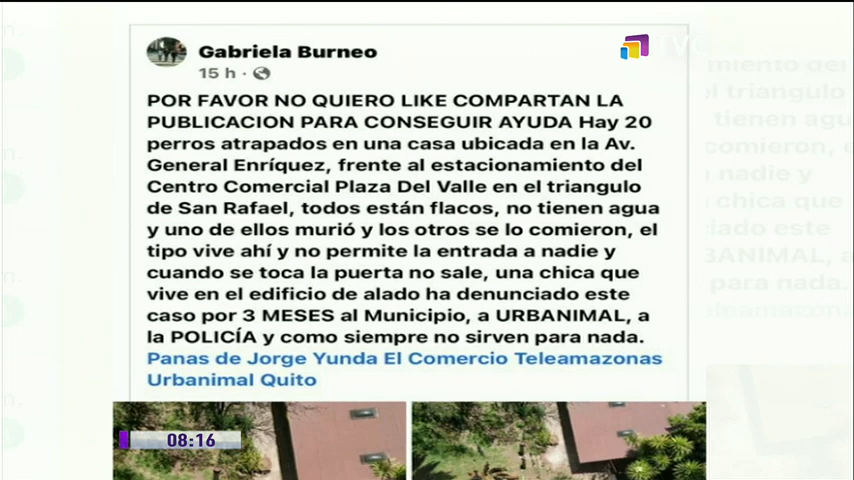 Gabriela Burneo
15 h ·
POR FAVOR NO QUIERO LIKE COMPARTAN LA
PUBLICACION PARA CONSEGUIR AYUDA Hay 20
perros atrapados en una casa ubicada en la Av.
General Enríquez, frente al estacionamiento del
Centro Comercial Plaza Del Valle en el triangulo
de San Rafael, todos están flacos, no tienen agua
y uno de ellos murió y los otros se lo comieron, el
tipo vive ahí y no permite la entrada a nadie y
cuando se toca la puerta no sale, una chica que
vive en el edificio de alado ha denunciado este
caso por 3 MESES al Municipio, a URBANIMAL, a
la POLICÍA y como siempre no sirven para nada.
Panas de Jorge Yunda El Comercio Teleamazonas
Urbanimal Quito
08:16